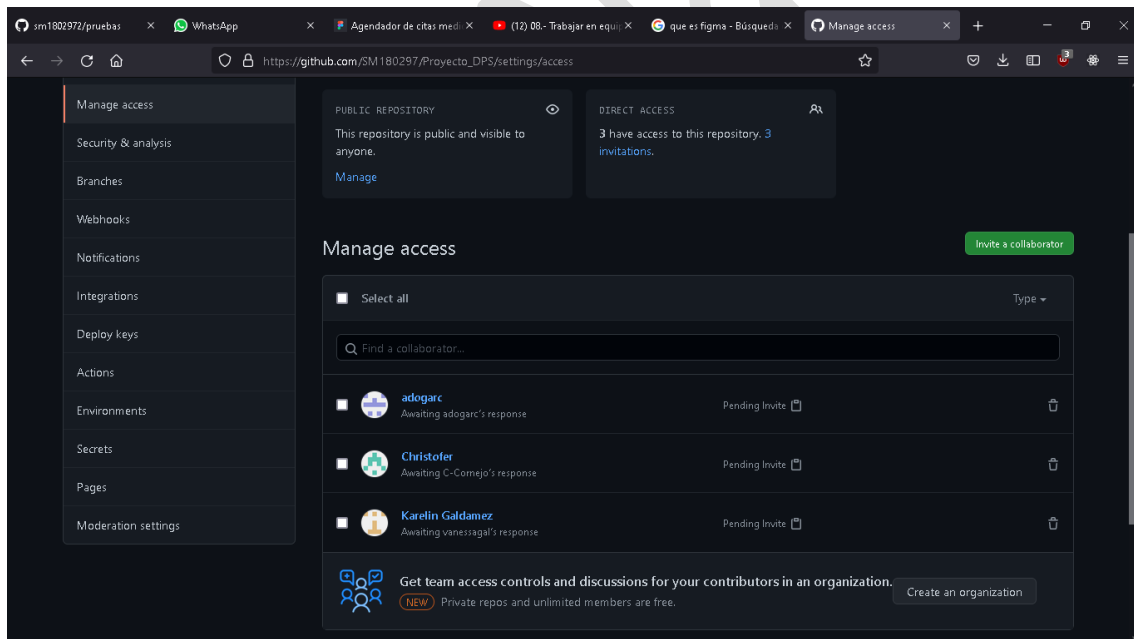 sm1802972/pruebas
WhatsApp
Agendador de citas medi
(12) 08.- Trabajar en equip
que es figma - Búsqueda
Manage access
https://github.com/SM180297/Proyecto_DPS/settings/access
3
Manage access
Security & analysis
Branches
Webhooks
Notifications
Integrations
Deploy keys
Actions
Environments
Secrets
Pages
Moderation settings
PUBLIC REPOSITORY
This repository is public and visible to
anyone.
Manage
DIRECT ACCESS
3 have access to this repository. 3
invitations.
Manage access
Invite a collaborator
Select all
Type
Find a collaborator...
adogarc
Awaiting adogarc's response
Pending Invite
Christofer
Awaiting C-Cornejo's response
Pending Invite
Karelin Galdamez
Awaiting vanessagal's response
Pending Invite
Get team access controls and discussions for your contributors in an organization.
NEW Private repos and unlimited members are free.
Create an organization